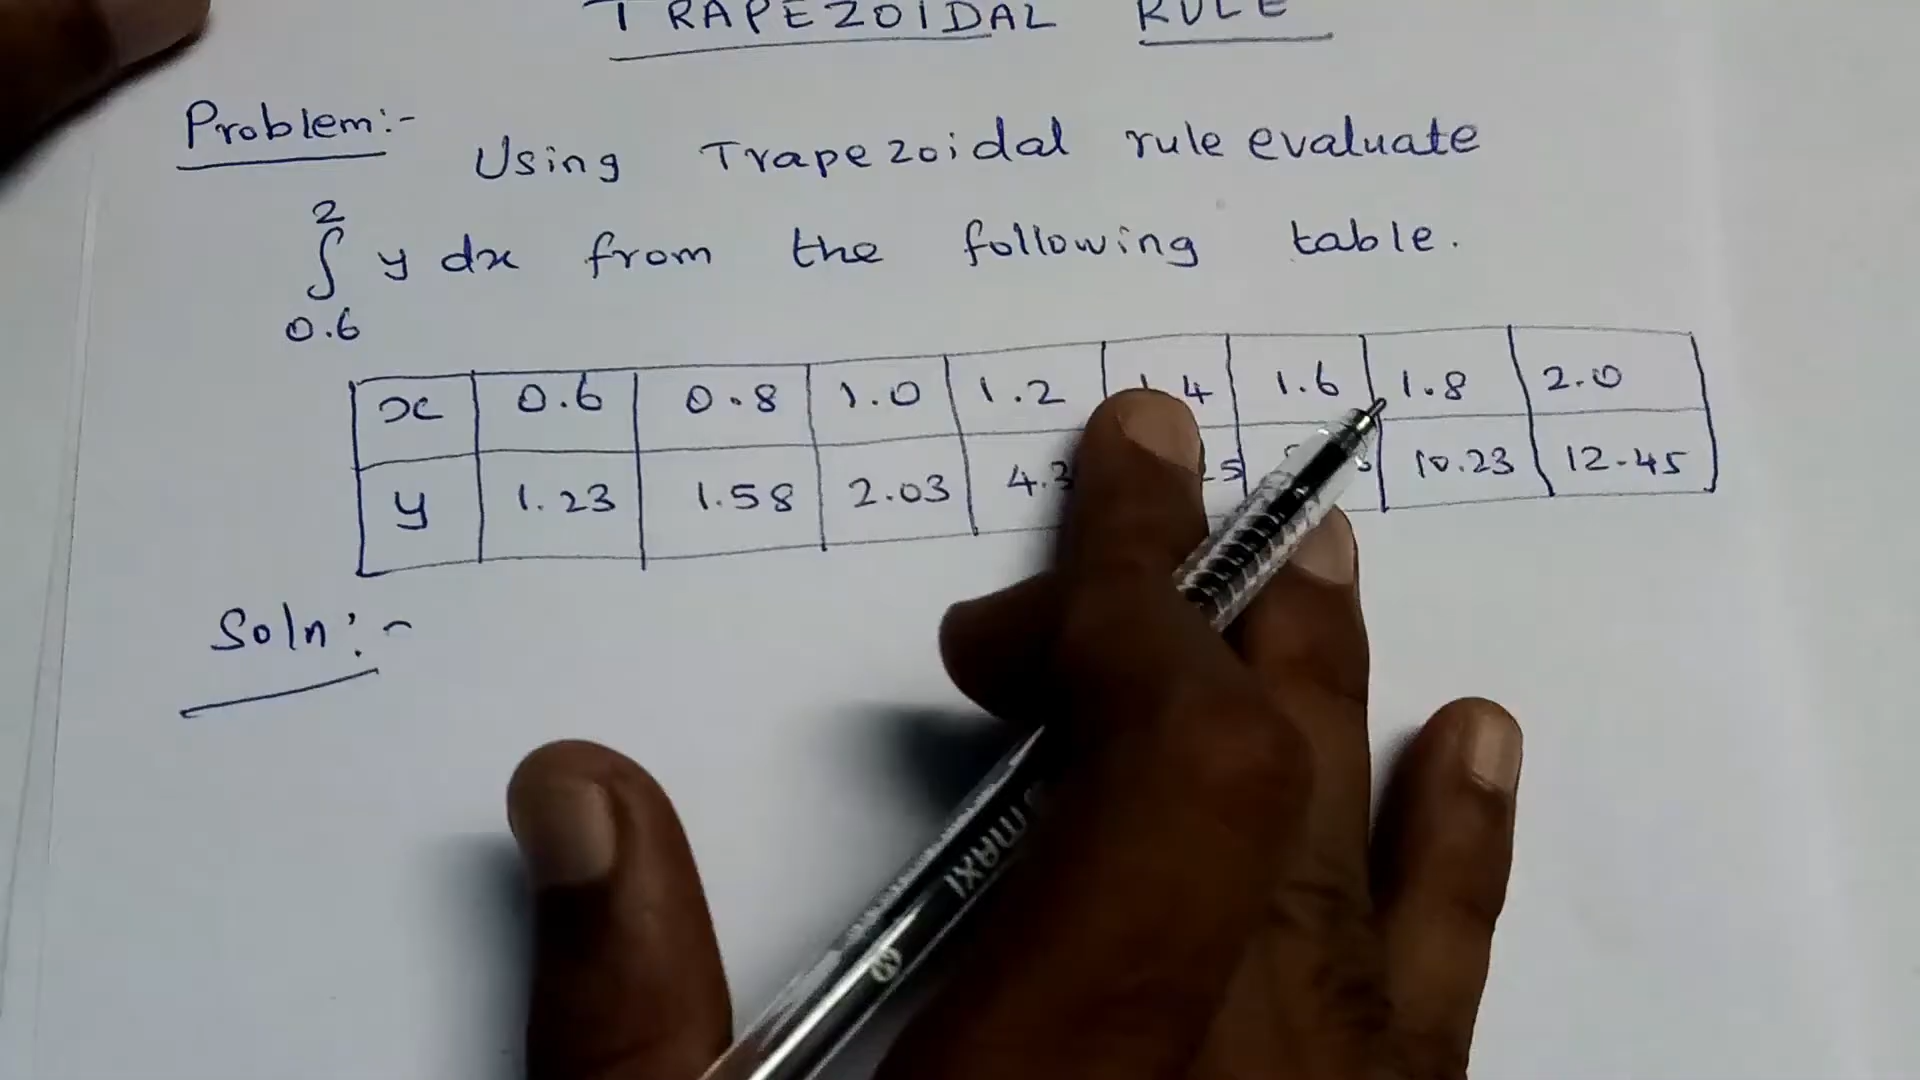 TRAPEZOIDAL RULE
Problem:-
Using Trapezoidal rule evaluate
2
∫ y dx from the following table.
0.6
x 0.6 0.8 1.0 1.2 1.6 1.8 2.0
y 1.23 1.58 2.03 10.23 12.45
Soln:-
MAXI